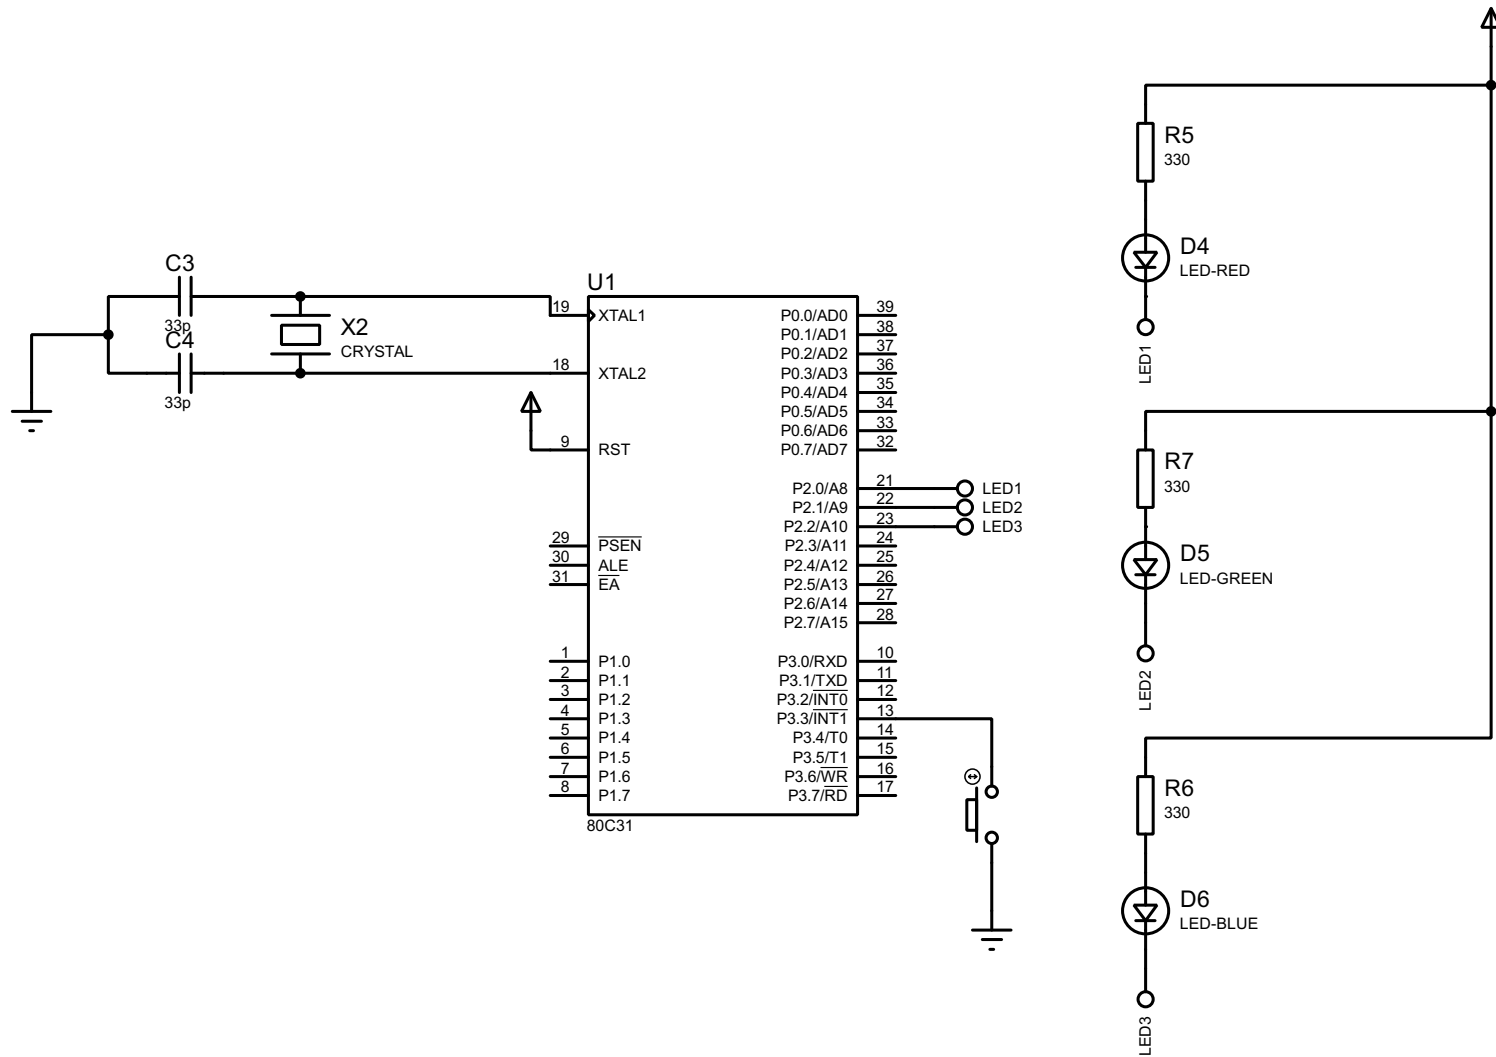 C3
33p
C4
33p
X2
CRYSTAL
U1
19 XTAL1
18 XTAL2
9 RST
29 PSEN
30 ALE
31 EA
1 P1.0
2 P1.1
3 P1.2
4 P1.3
5 P1.4
6 P1.5
7 P1.6
8 P1.7
P0.0/AD0 39
P0.1/AD1 38
P0.2/AD2 37
P0.3/AD3 36
P0.4/AD4 35
P0.5/AD5 34
P0.6/AD6 33
P0.7/AD7 32
P2.0/A8 21 LED1
P2.1/A9 22 LED2
P2.2/A10 23 LED3
P2.3/A11 24
P2.4/A12 25
P2.5/A13 26
P2.6/A14 27
P2.7/A15 28
P3.0/RXD 10
P3.1/TXD 11
P3.2/INT0 12
P3.3/INT1 13
P3.4/T0 14
P3.5/T1 15
P3.6/WR 16
P3.7/RD 17
80C31
R5
330
D4
LED-RED
LED1
R7
330
D5
LED-GREEN
LED2
R6
330
D6
LED-BLUE
LED3